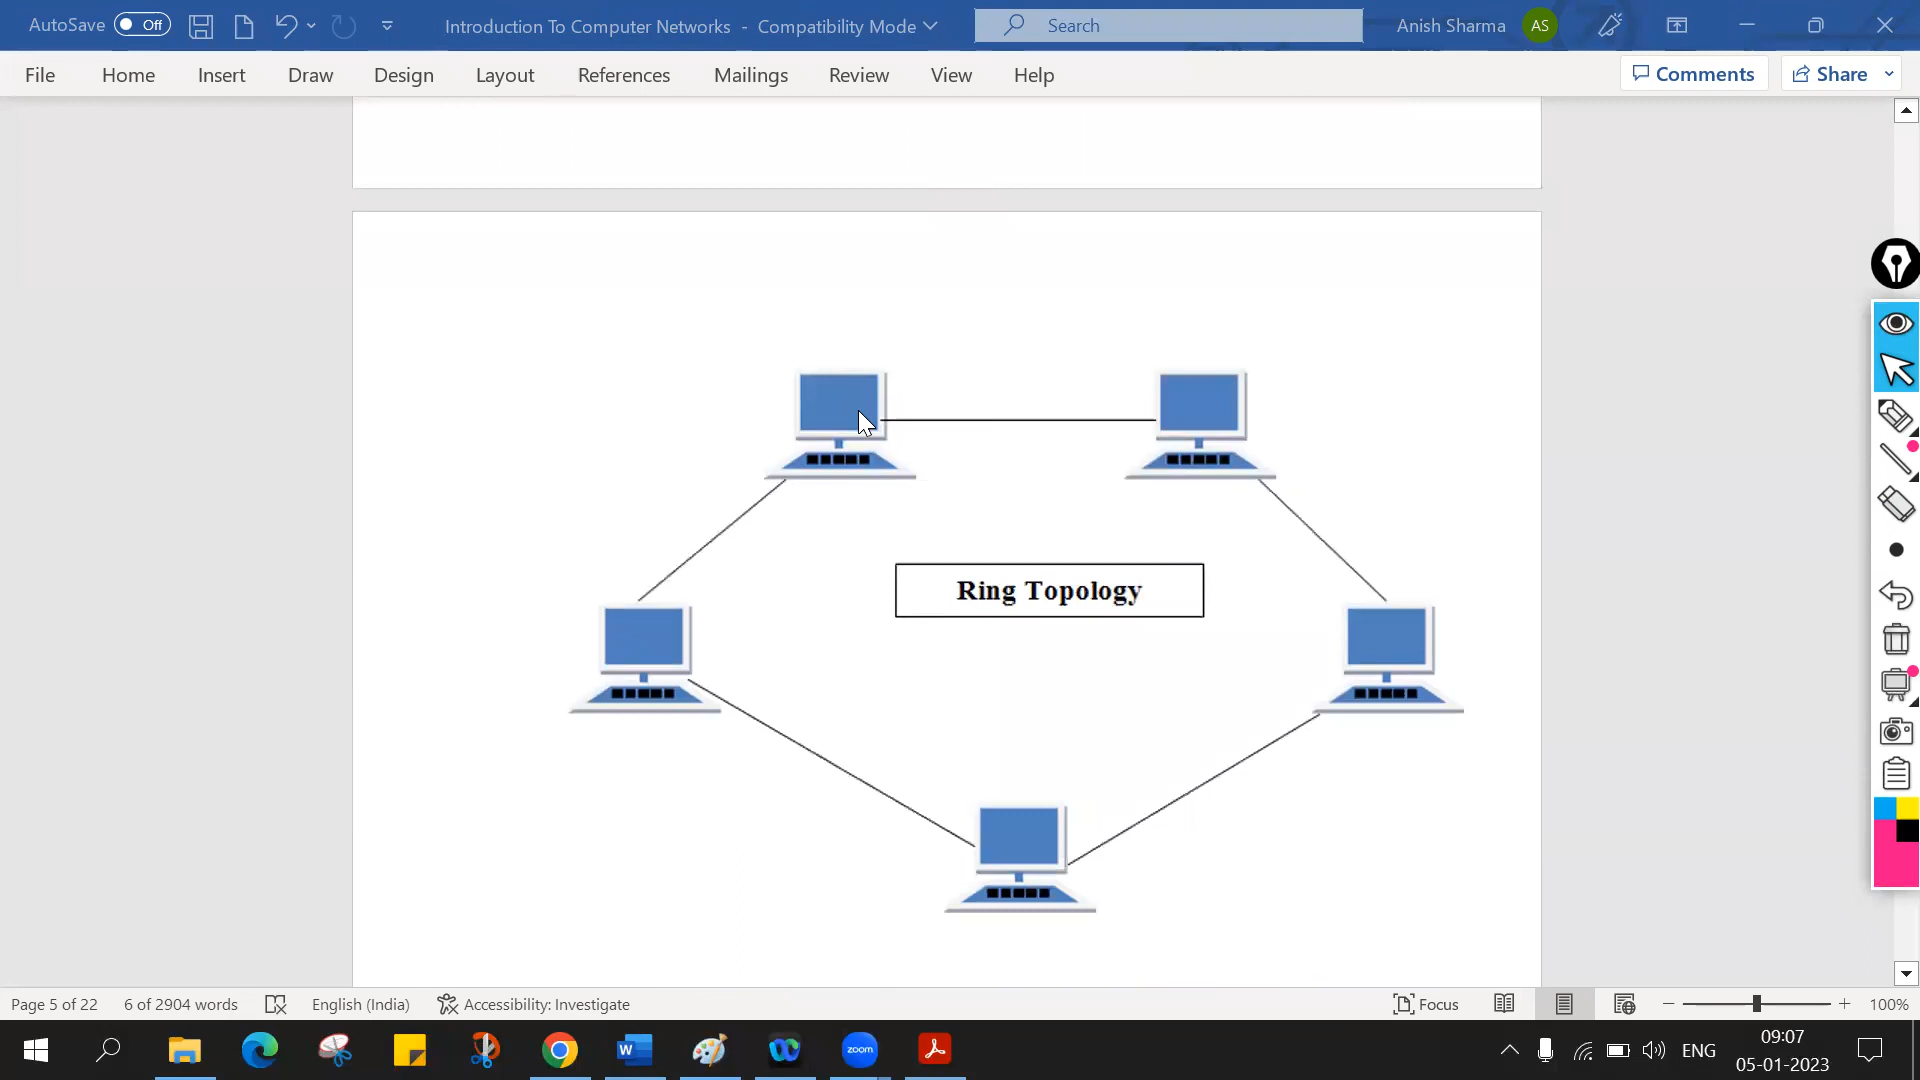 AutoSave Off Introduction To Computer Networks - Compatibility Mode Search Anish Sharma AS
File Home Insert Draw Design Layout References Mailings Review View Help Comments Share
Ring Topology
Page 5 of 22 6 of 2904 words English (India) Accessibility: Investigate Focus 100%
W zoom ENG 09:07
05-01-2023